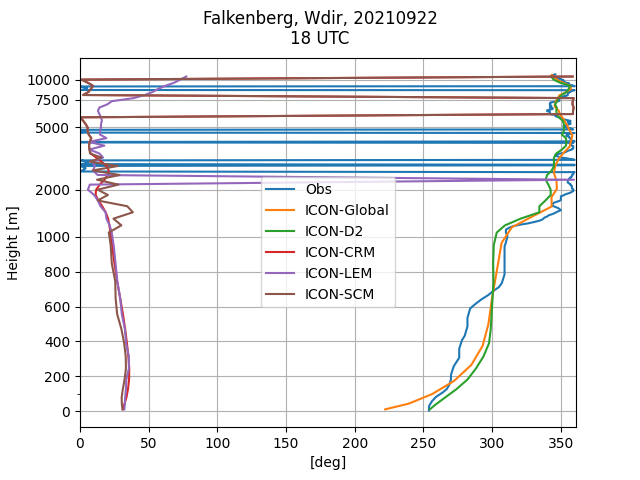 Falkenberg, Wdir, 20210922
18 UTC
10000
7500
5000
2000
1000
800
600
400
200
0
Height [m]
Obs
ICON-Global
ICON-D2
ICON-CRM
ICON-LEM
ICON-SCM
0 50 100 150 200 250 300 350
[deg]